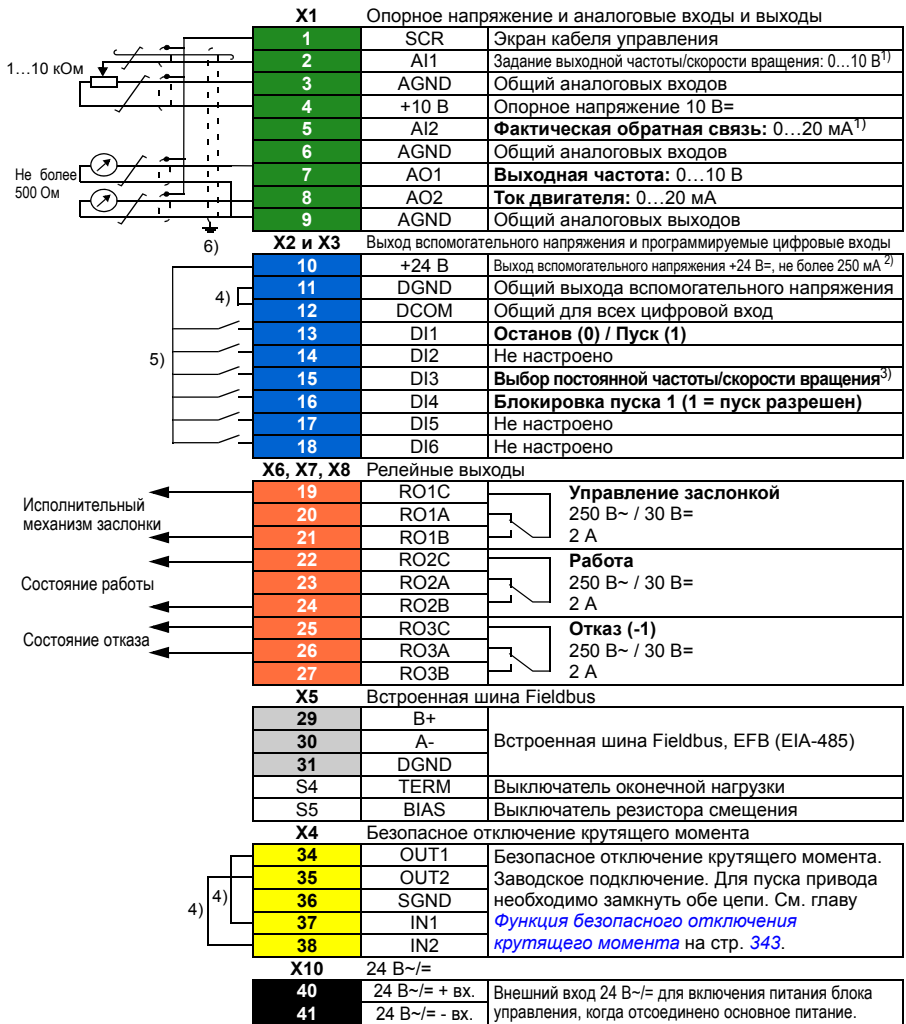 X1 Опорное напряжение и аналоговые входы и выходы
1 SCR Экран кабеля управления
1…10 кОм 2 AI1 Задание выходной частоты/скорости вращения: 0…10 В1)
3 AGND Общий аналоговых входов
4 +10 В Опорное напряжение 10 В=
5 AI2 Фактическая обратная связь: 0…20 мА1)
6 AGND Общий аналоговых входов
Не более
500 Ом
7 AO1 Выходная частота: 0…10 В
8 AO2 Ток двигателя: 0…20 мА
9 AGND Общий аналоговых выходов
6) X2 и X3 Выход вспомогательного напряжения и программируемые цифровые входы
10 +24 В Выход вспомогательного напряжения +24 В=, не более 250 мА 2)
4) 11 DGND Общий выхода вспомогательного напряжения
12 DCOM Общий для всех цифровой вход
13 DI1 Останов (0) / Пуск (1)
5) 14 DI2 Не настроено
15 DI3 Выбор постоянной частоты/скорости вращения3)
16 DI4 Блокировка пуска 1 (1 = пуск разрешен)
17 DI5 Не настроено
18 DI6 Не настроено
X6, X7, X8 Релейные выходы
Исполнительный
механизм заслонки
19 RO1C Управление заслонкой
20 RO1A 250 В~ / 30 В=
21 RO1B 2 А
Состояние работы
22 RO2C Работа
23 RO2A 250 В~ / 30 В=
24 RO2B 2 А
Состояние отказа
25 RO3C Отказ (-1)
26 RO3A 250 В~ / 30 В=
27 RO3B 2 А
X5 Встроенная шина Fieldbus
29 B+
30 A- Встроенная шина Fieldbus, EFB (EIA-485)
31 DGND
S4 TERM Выключатель оконечной нагрузки
S5 BIAS Выключатель резистора смещения
X4 Безопасное отключение крутящего момента
34 OUT1 Безопасное отключение крутящего момента.
35 OUT2 Заводское подключение. Для пуска привода
4) 4) 36 SGND необходимо замкнуть обе цепи. См. главу
37 IN1 Функция безопасного отключения
38 IN2 крутящего момента на стр. 343.
X10 24 В~/=
40 24 В~/= + вх. Внешний вход 24 В~/= для включения питания блока
41 24 В~/= - вх. управления, когда отсоединено основное питание.